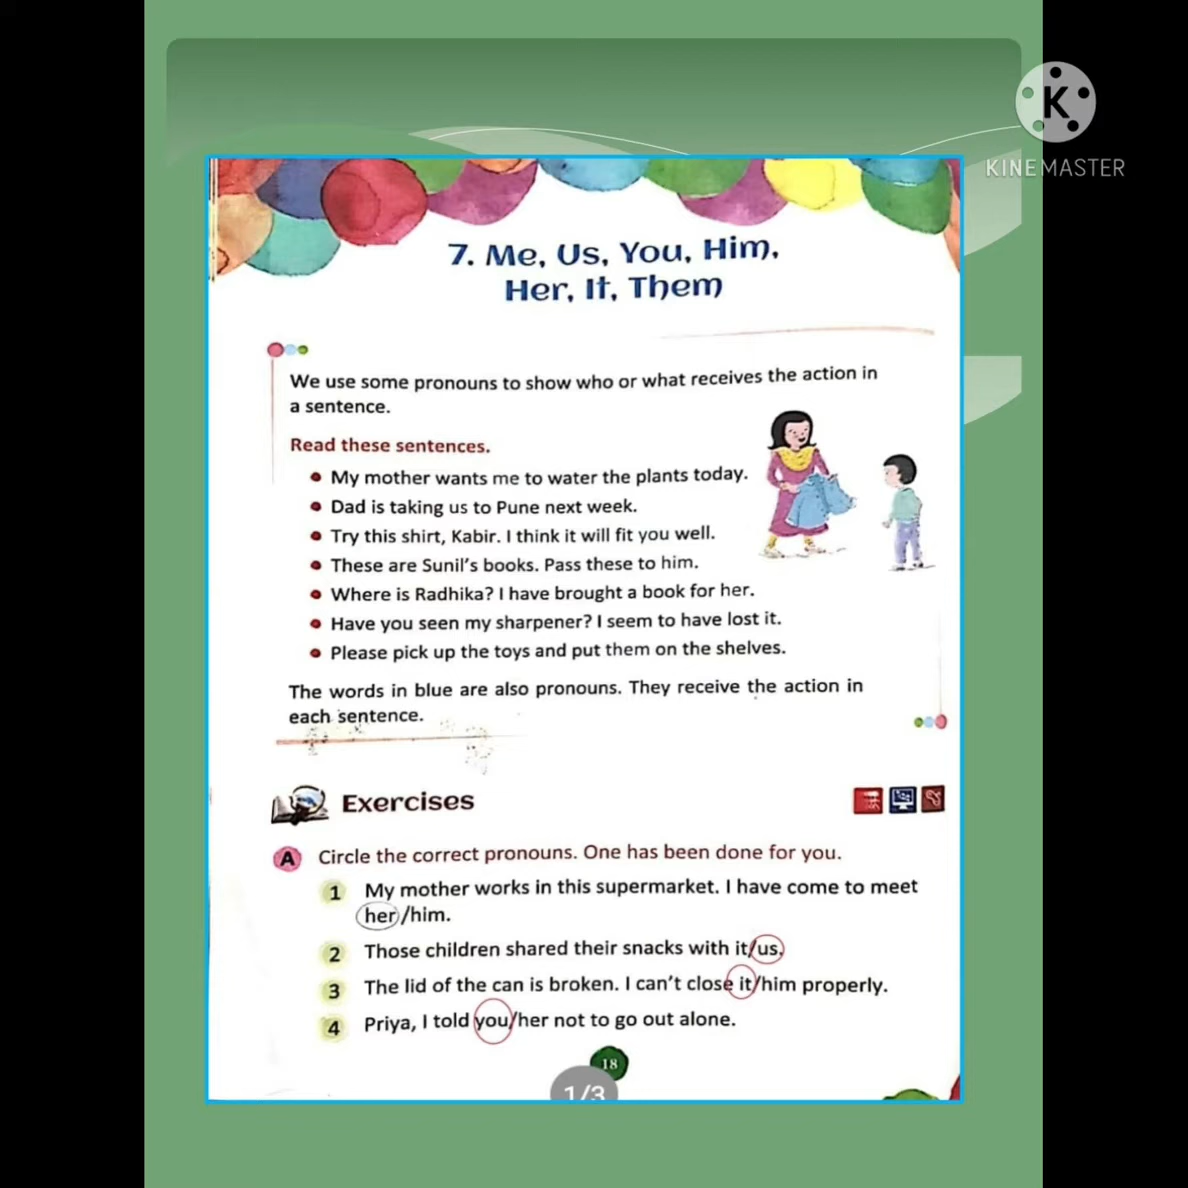 K
KINEMASTER
7. Me, Us, You, Him,
Her, It, Them
We use some pronouns to show who or what receives the action in
a sentence.
Read these sentences.
• My mother wants me to water the plants today.
• Dad is taking us to Pune next week.
• Try this shirt, Kabir. I think it will fit you well.
• These are Sunil's books. Pass these to him.
• Where is Radhika? I have brought a book for her.
• Have you seen my sharpener? I seem to have lost it.
• Please pick up the toys and put them on the shelves.
The words in blue are also pronouns. They receive the action in
each sentence.
Exercises
A Circle the correct pronouns. One has been done for you.
1 My mother works in this supermarket. I have come to meet
her/him.
2 Those children shared their snacks with it/us.
3 The lid of the can is broken. I can't close it/him properly.
4 Priya, I told you/her not to go out alone.
18
1/3